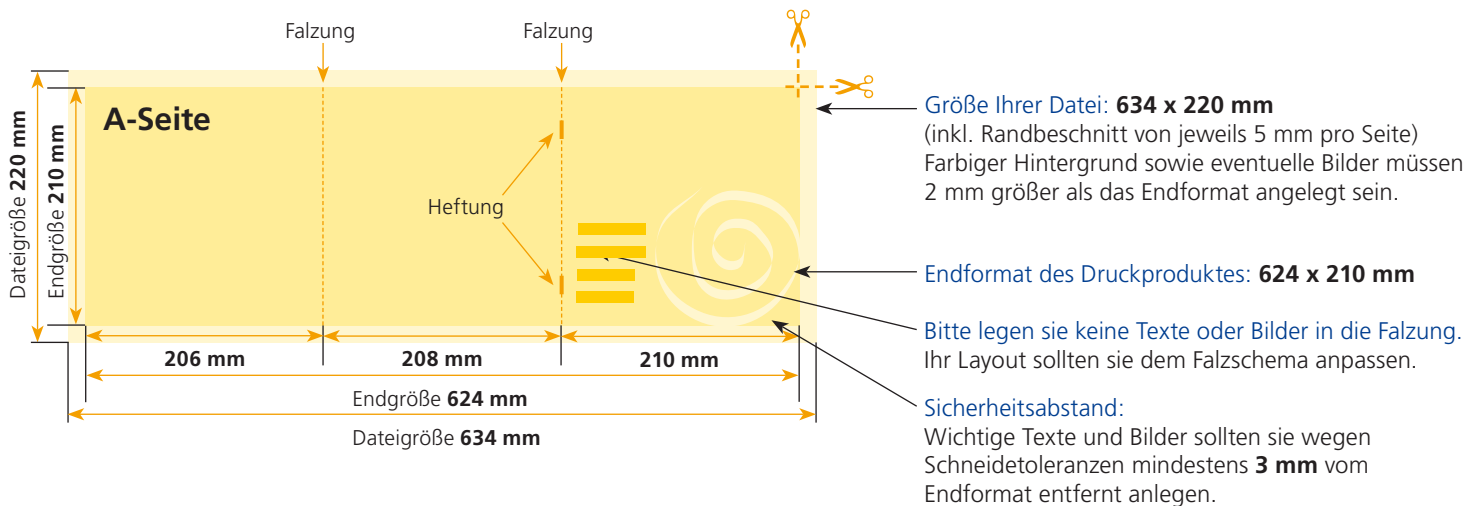 Falzung
Falzung
A-Seite
Dateigröße 220 mm
Endgröße 210 mm
Heftung
206 mm
208 mm
210 mm
Endgröße 624 mm
Dateigröße 634 mm
Größe Ihrer Datei: 634 x 220 mm
(inkl. Randbeschnitt von jeweils 5 mm pro Seite)
Farbiger Hintergrund sowie eventuelle Bilder müssen
2 mm größer als das Endformat angelegt sein.
Endformat des Druckproduktes: 624 x 210 mm
Bitte legen sie keine Texte oder Bilder in die Falzung.
Ihr Layout sollten sie dem Falzschema anpassen.
Sicherheitsabstand:
Wichtige Texte und Bilder sollten sie wegen
Schneidetoleranzen mindestens 3 mm vom
Endformat entfernt anlegen.